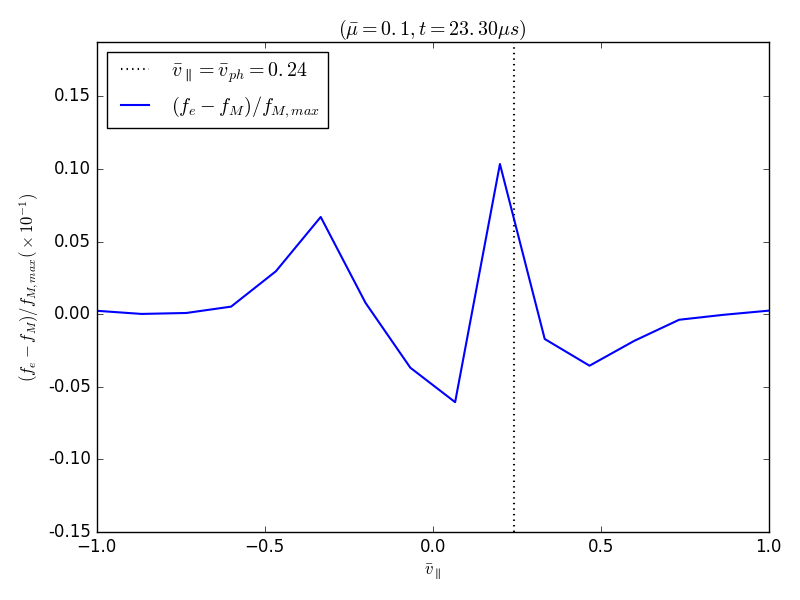 (μ̄ = 0.1, t = 23.30μs)
v̄∥ = v̄ph = 0.24
(fe − fM)/fM,max
0.15
0.10
0.05
0.00
-0.05
-0.10
-0.15
(fe − fM)/fM,max(×10⁻¹)
−1.0 −0.5 0.0 0.5 1.0
v̄∥